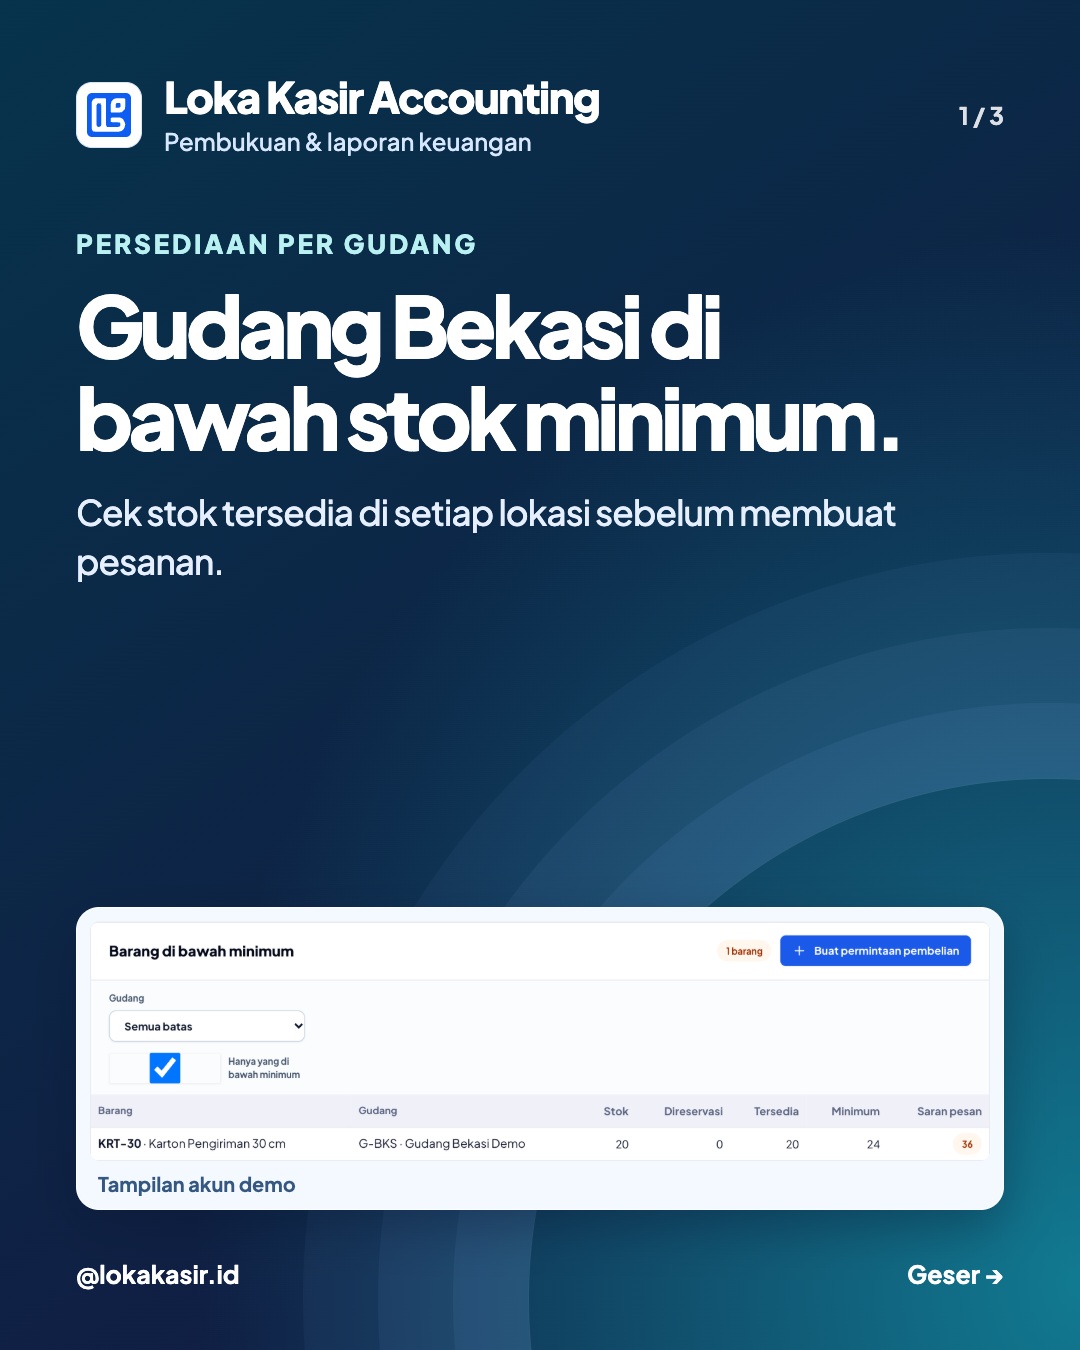 Loka Kasir Accounting
Pembukuan & laporan keuangan
1 / 3
PERSEDIAAN PER GUDANG
Gudang Bekasi di
bawah stok minimum.
Cek stok tersedia di setiap lokasi sebelum membuat
pesanan.
Barang di bawah minimum
1 barang
+ Buat permintaan pembelian
Gudang
Semua batas
Hanya yang di
bawah minimum
Barang Gudang Stok Direservasi Tersedia Minimum Saran pesan
KRT-30 · Karton Pengiriman 30 cm G-BKS · Gudang Bekasi Demo 20 0 20 24 36
Tampilan akun demo
@lokakasir.id
Geser →